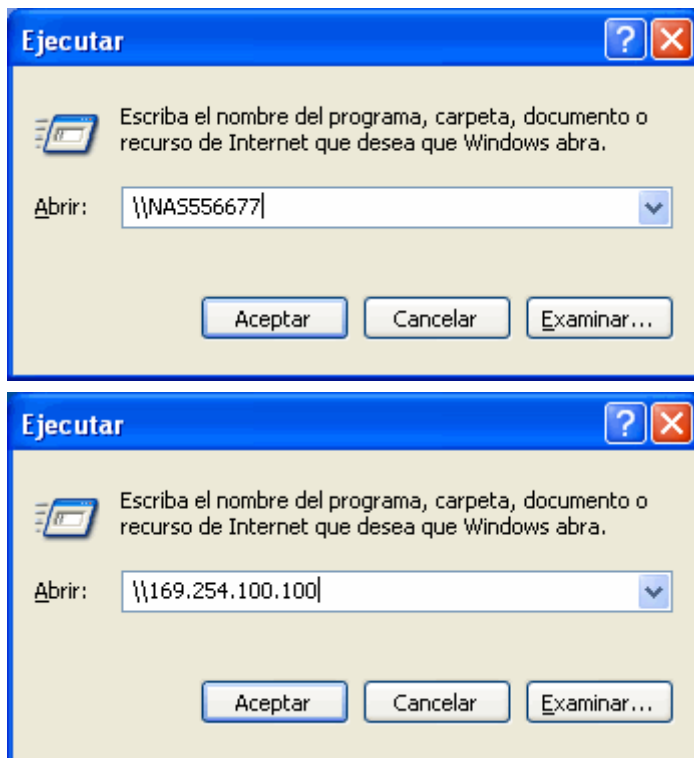 Ejecutar
Escriba el nombre del programa, carpeta, documento o
recurso de Internet que desea que Windows abra.
Abrir: \\NAS556677
Aceptar Cancelar Examinar...
Ejecutar
Escriba el nombre del programa, carpeta, documento o
recurso de Internet que desea que Windows abra.
Abrir: \\169.254.100.100
Aceptar Cancelar Examinar...